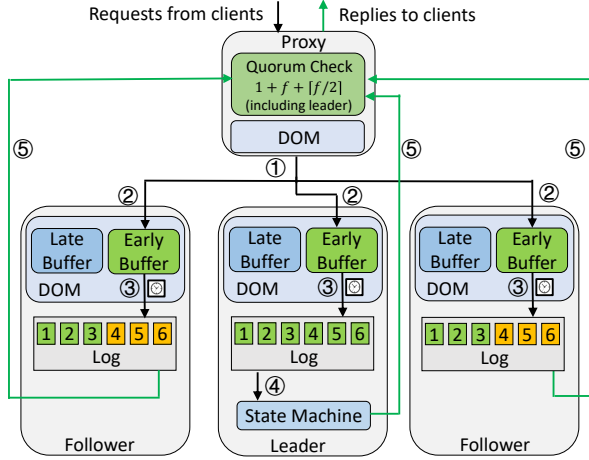 Requests from clients
Replies to clients
Proxy
Quorum Check
1 + f + ⌈f/2⌉
(including leader)
DOM
⑤
⑤
⑤
①
②
②
②
Late
Buffer
Early
Buffer
DOM
③
1 2 3 4 5 6
Log
Follower
Late
Buffer
Early
Buffer
DOM
③
1 2 3 4 5 6
Log
④
State Machine
Leader
Late
Buffer
Early
Buffer
DOM
③
1 2 3 4 5 6
Log
Follower